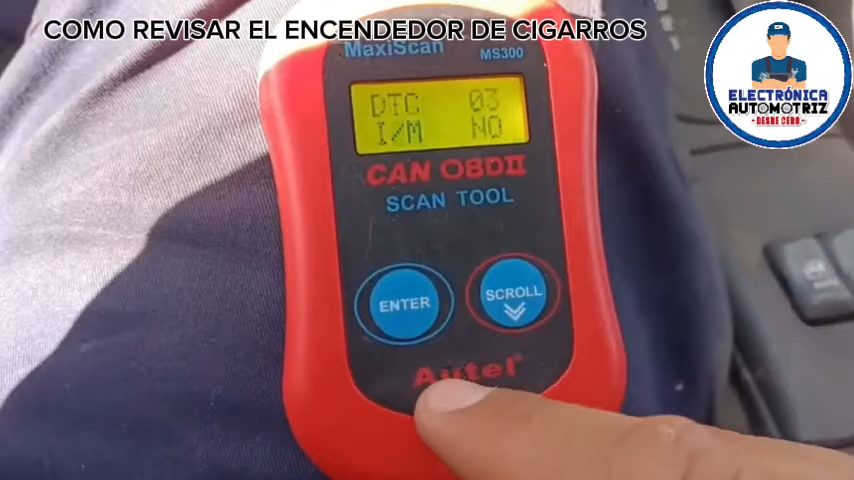 COMO REVISAR EL ENCENDEDOR DE CIGARROS
ELECTRÓNICA
AUTOMOTRIZ
- DESDE CERO -
MaxiScan
MS300
DTC 03
I/M NO
CAN OBDII
SCAN TOOL
ENTER
SCROLL
Autel®